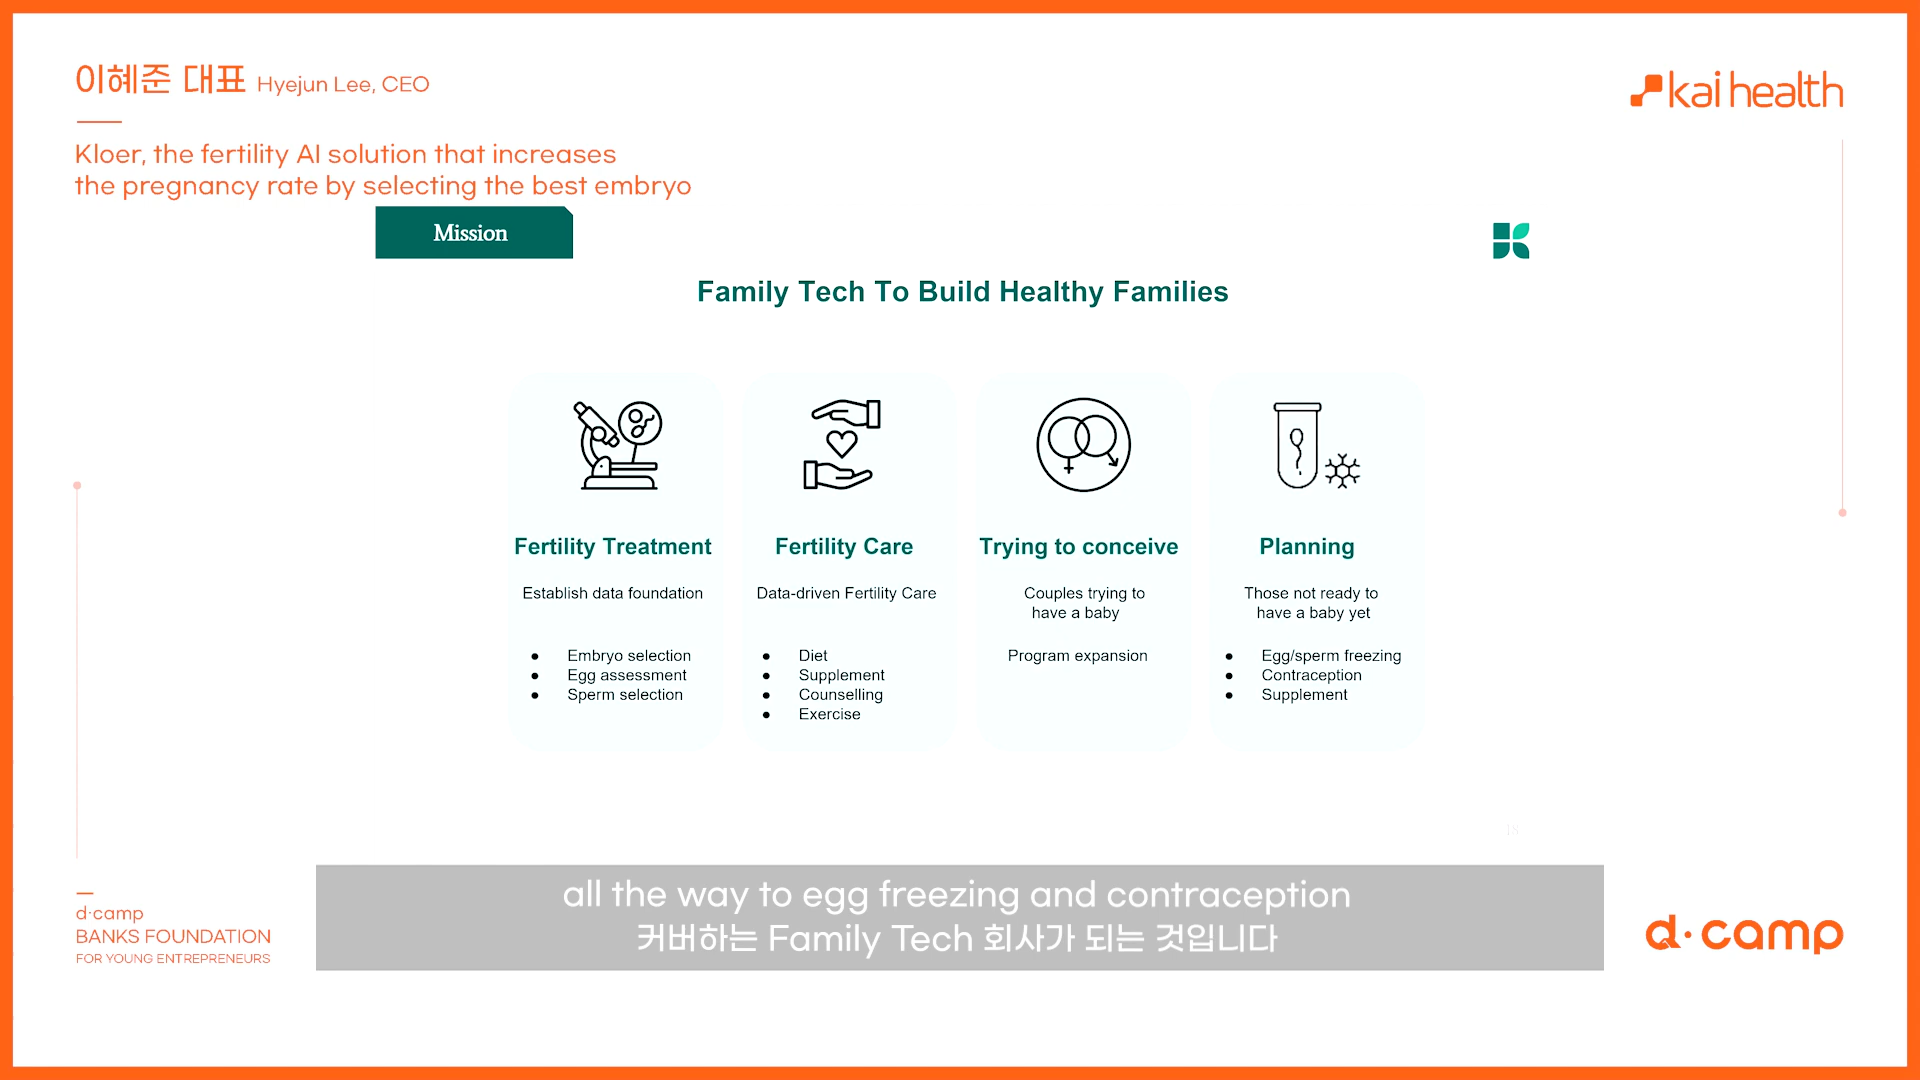 이혜준 대표 Hyejun Lee, CEO
kai health
Kloer, the fertility AI solution that increases
the pregnancy rate by selecting the best embryo
Mission
Family Tech To Build Healthy Families
Fertility Treatment
Establish data foundation
● Embryo selection
● Egg assessment
● Sperm selection
Fertility Care
Data-driven Fertility Care
● Diet
● Supplement
● Counselling
● Exercise
Trying to conceive
Couples trying to
have a baby
Program expansion
Planning
Those not ready to
have a baby yet
● Egg/sperm freezing
● Contraception
● Supplement
all the way to egg freezing and contraception
커버하는 Family Tech 회사가 되는 것입니다
d·camp
BANKS FOUNDATION
FOR YOUNG ENTREPRENEURS
d·camp